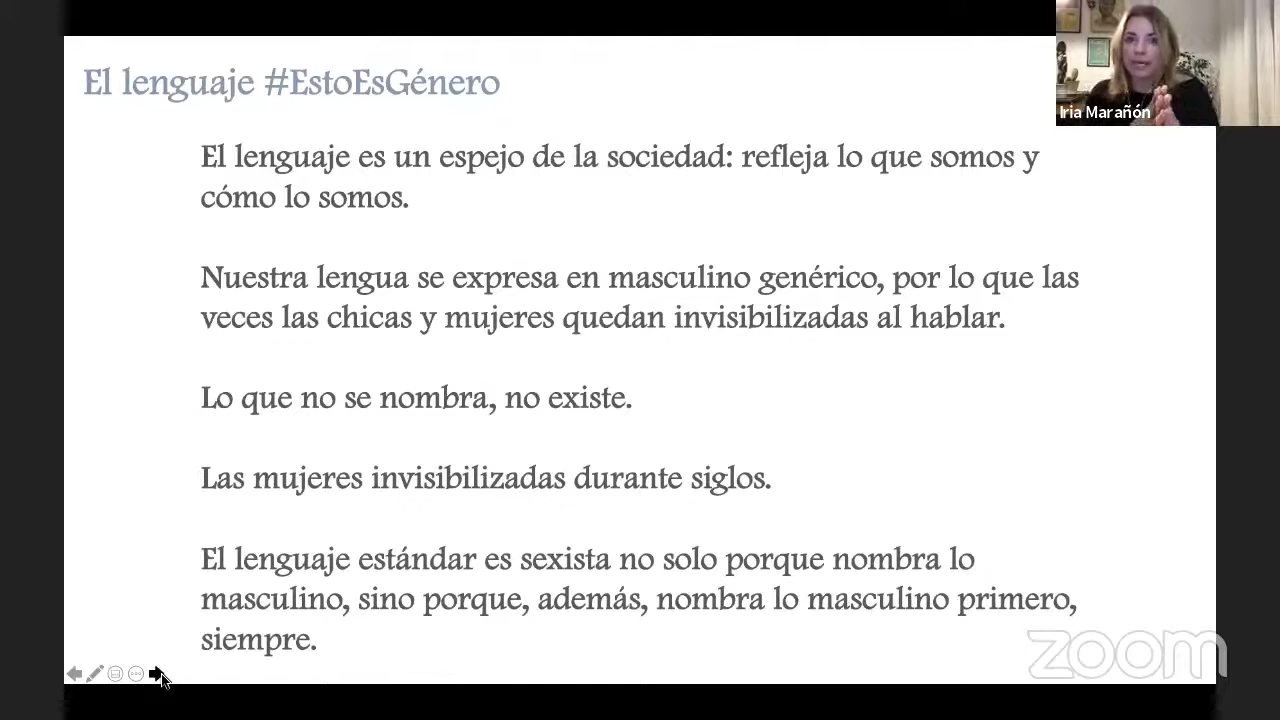 El lenguaje #EstoEsGénero
Iria Marañón
El lenguaje es un espejo de la sociedad: refleja lo que somos y
cómo lo somos.
Nuestra lengua se expresa en masculino genérico, por lo que las
veces las chicas y mujeres quedan invisibilizadas al hablar.
Lo que no se nombra, no existe.
Las mujeres invisibilizadas durante siglos.
El lenguaje estándar es sexista no solo porque nombra lo
masculino, sino porque, además, nombra lo masculino primero,
siempre.
zoom